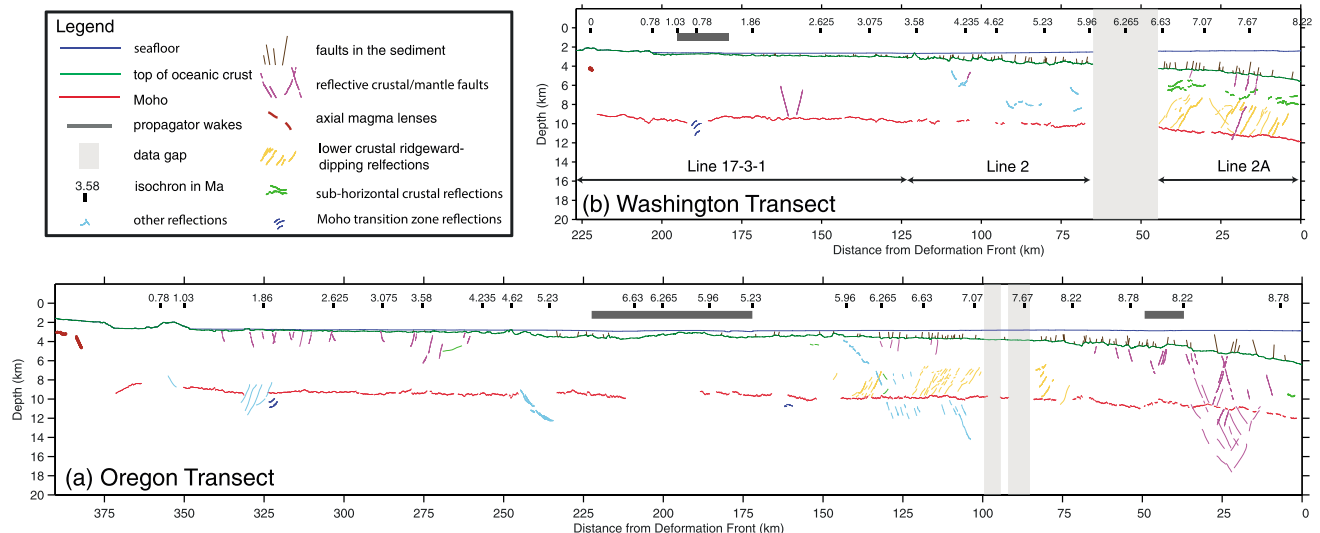 Legend
seafloor
top of oceanic crust
Moho
propagator wakes
data gap
3.58
isochron in Ma
other reflections
faults in the sediment
reflective crustal/mantle faults
axial magma lenses
lower crustal ridgeward-
dipping relfections
sub-horizontal crustal reflections
Moho transition zone reflections
0 0.78 1.03 0.78 1.86 2.625 3.075 3.58 4.235 4.62 5.23 5.96 6.265 6.63 7.07 7.67 8.22
0
2
4
6
8
10
12
14
16
18
20
Depth (km)
Line 17-3-1 Line 2 Line 2A
(b) Washington Transect
225 200 175 150 125 100 75 50 25 0
Distance from Deformation Front (km)
0.78 1.03 1.86 2.625 3.075 3.58 4.235 4.62 5.23 6.63 6.265 5.96 5.23 5.96 6.265 6.63 7.07 7.67 8.22 8.78 8.22 8.78
0
2
4
6
8
10
12
14
16
18
20
Depth (km)
(a) Oregon Transect
375 350 325 300 275 250 225 200 175 150 125 100 75 50 25 0
Distance from Deformation Front (km)